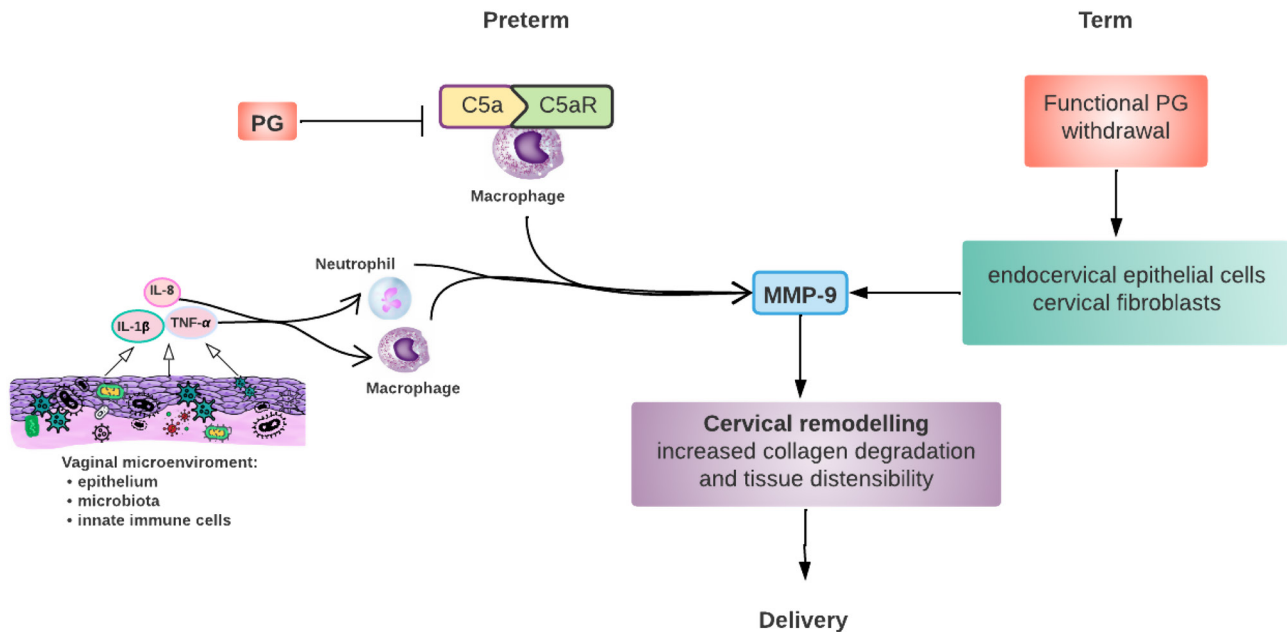 Preterm
Term
C5a
C5aR
PG
Functional PG
withdrawal
Macrophage
Neutrophil
endocervical epithelial cells
cervical fibroblasts
IL-8
MMP-9
IL-1β
TNF-α
Macrophage
Cervical remodelling
increased collagen degradation
and tissue distensibility
Vaginal microenviroment:
• epithelium
• microbiota
• innate immune cells
Delivery